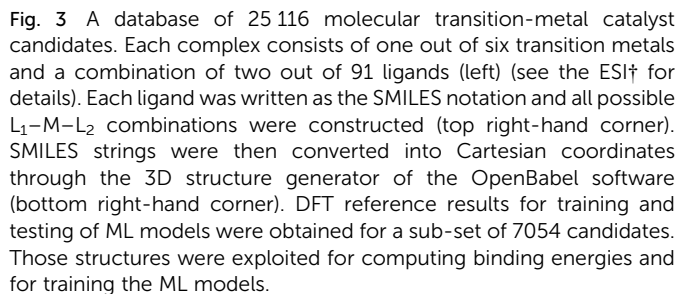 Fig. 3 A database of 25 116 molecular transition-metal catalyst
candidates. Each complex consists of one out of six transition metals
and a combination of two out of 91 ligands (left) (see the ESI† for
details). Each ligand was written as the SMILES notation and all possible
L₁–M–L₂ combinations were constructed (top right-hand corner).
SMILES strings were then converted into Cartesian coordinates
through the 3D structure generator of the OpenBabel software
(bottom right-hand corner). DFT reference results for training and
testing of ML models were obtained for a sub-set of 7054 candidates.
Those structures were exploited for computing binding energies and
for training the ML models.